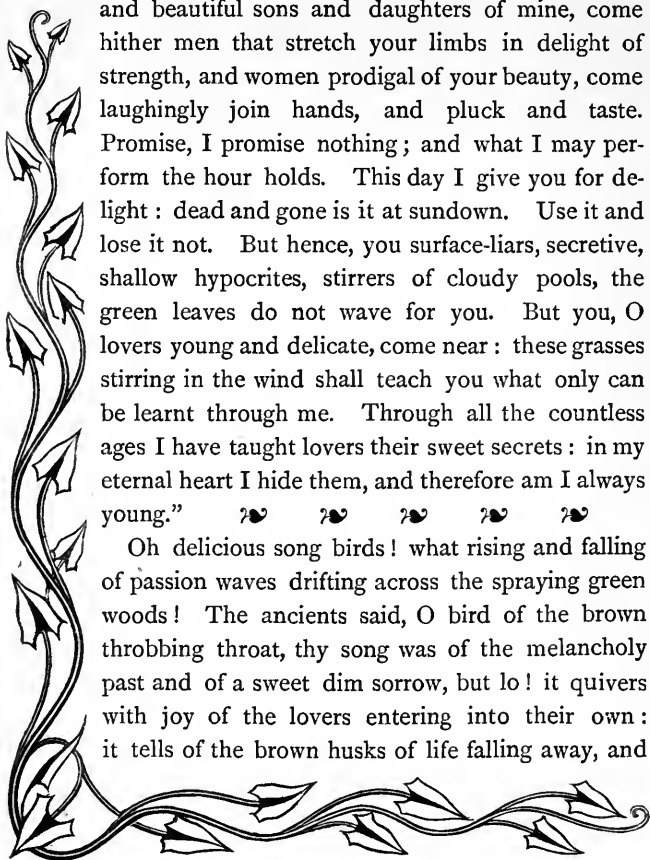 and beautiful sons and daughters of mine, come
hither men that stretch your limbs in delight of
strength, and women prodigal of your beauty, come
laughingly join hands, and pluck and taste.
Promise, I promise nothing; and what I may per-
form the hour holds. This day I give you for de-
light : dead and gone is it at sundown. Use it and
lose it not. But hence, you surface-liars, secretive,
shallow hypocrites, stirrers of cloudy pools, the
green leaves do not wave for you. But you, O
lovers young and delicate, come near : these grasses
stirring in the wind shall teach you what only can
be learnt through me. Through all the countless
ages I have taught lovers their sweet secrets : in my
eternal heart I hide them, and therefore am I always
young.” ❧ ❧ ❧ ❧ ❧
Oh delicious song birds! what rising and falling
of passion waves drifting across the spraying green
woods! The ancients said, O bird of the brown
throbbing throat, thy song was of the melancholy
past and of a sweet dim sorrow, but lo! it quivers
with joy of the lovers entering into their own :
it tells of the brown husks of life falling away, and